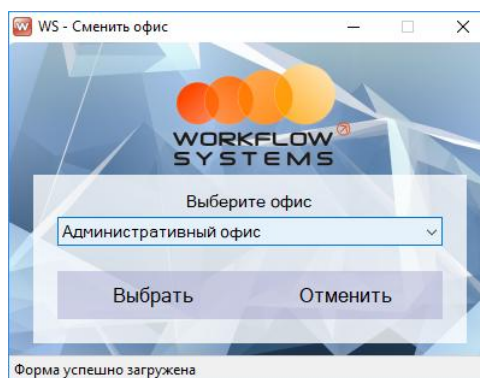 WS - Сменить офис
WORKFLOW
SYSTEMS
Выберите офис
Административный офис
Выбрать Отменить
Форма успешно загружена